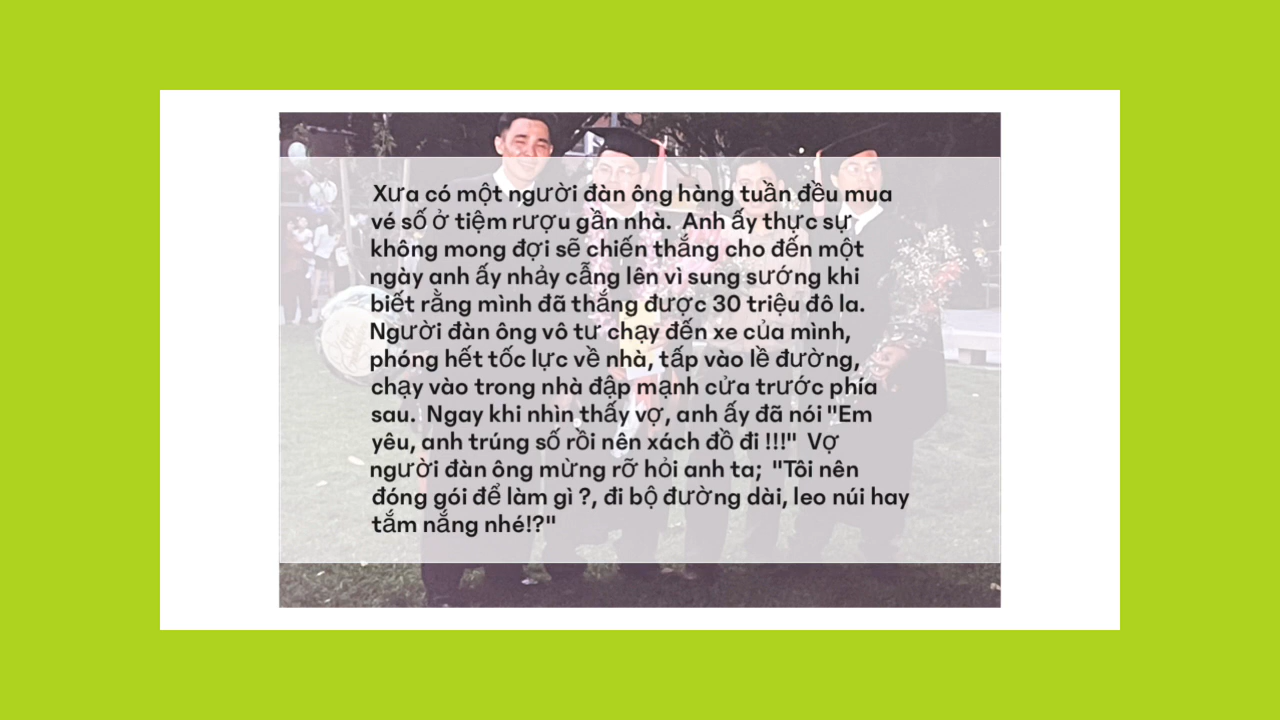 Xưa có một người đàn ông hàng tuần đều mua
vé số ở tiệm rượu gần nhà.  Anh ấy thực sự
không mong đợi sẽ chiến thắng cho đến một
ngày anh ấy nhảy cẫng lên vì sung sướng khi
biết rằng mình đã thắng được 30 triệu đô la.
Người đàn ông vô tư chạy đến xe của mình,
phóng hết tốc lực về nhà, tấp vào lề đường,
chạy vào trong nhà đập mạnh cửa trước phía
sau.  Ngay khi nhìn thấy vợ, anh ấy đã nói "Em
yêu, anh trúng số rồi nên xách đồ đi !!!"  Vợ
người đàn ông mừng rỡ hỏi anh ta;  "Tôi nên
đóng gói để làm gì ?, đi bộ đường dài, leo núi hay
tắm nắng nhé!?"